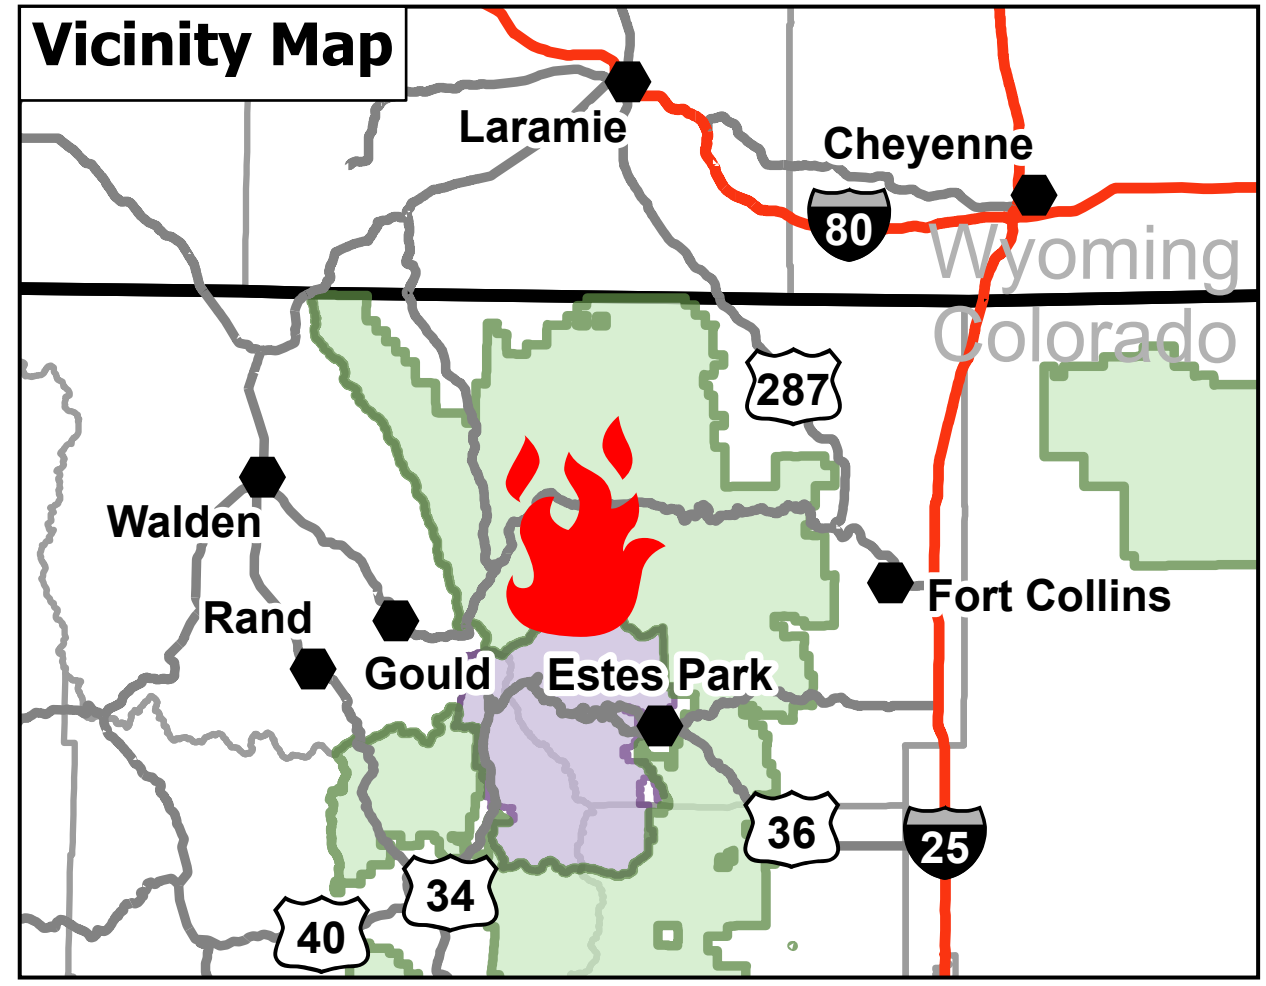 Vicinity Map
Laramie
Cheyenne
80
Wyoming
Colorado
287
Walden
Fort Collins
Rand
Gould
Estes Park
36
25
34
40